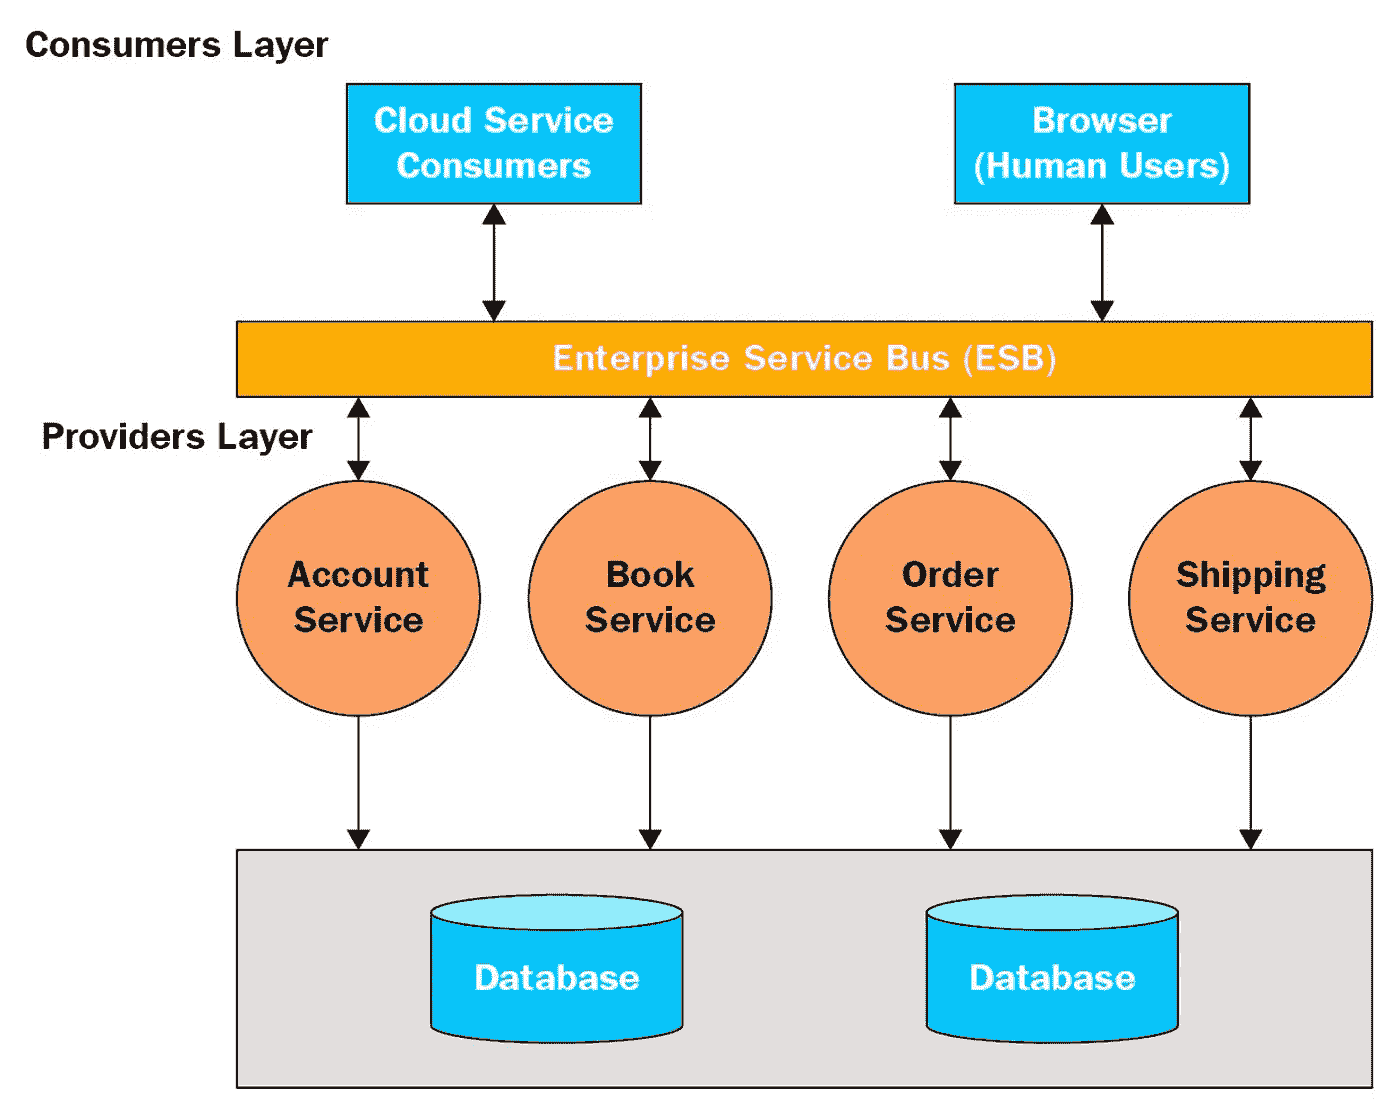 Consumers Layer
Cloud Service
Consumers
Browser
(Human Users)
Enterprise Service Bus (ESB)
Providers Layer
Account
Service
Book
Service
Order
Service
Shipping
Service
Database
Database